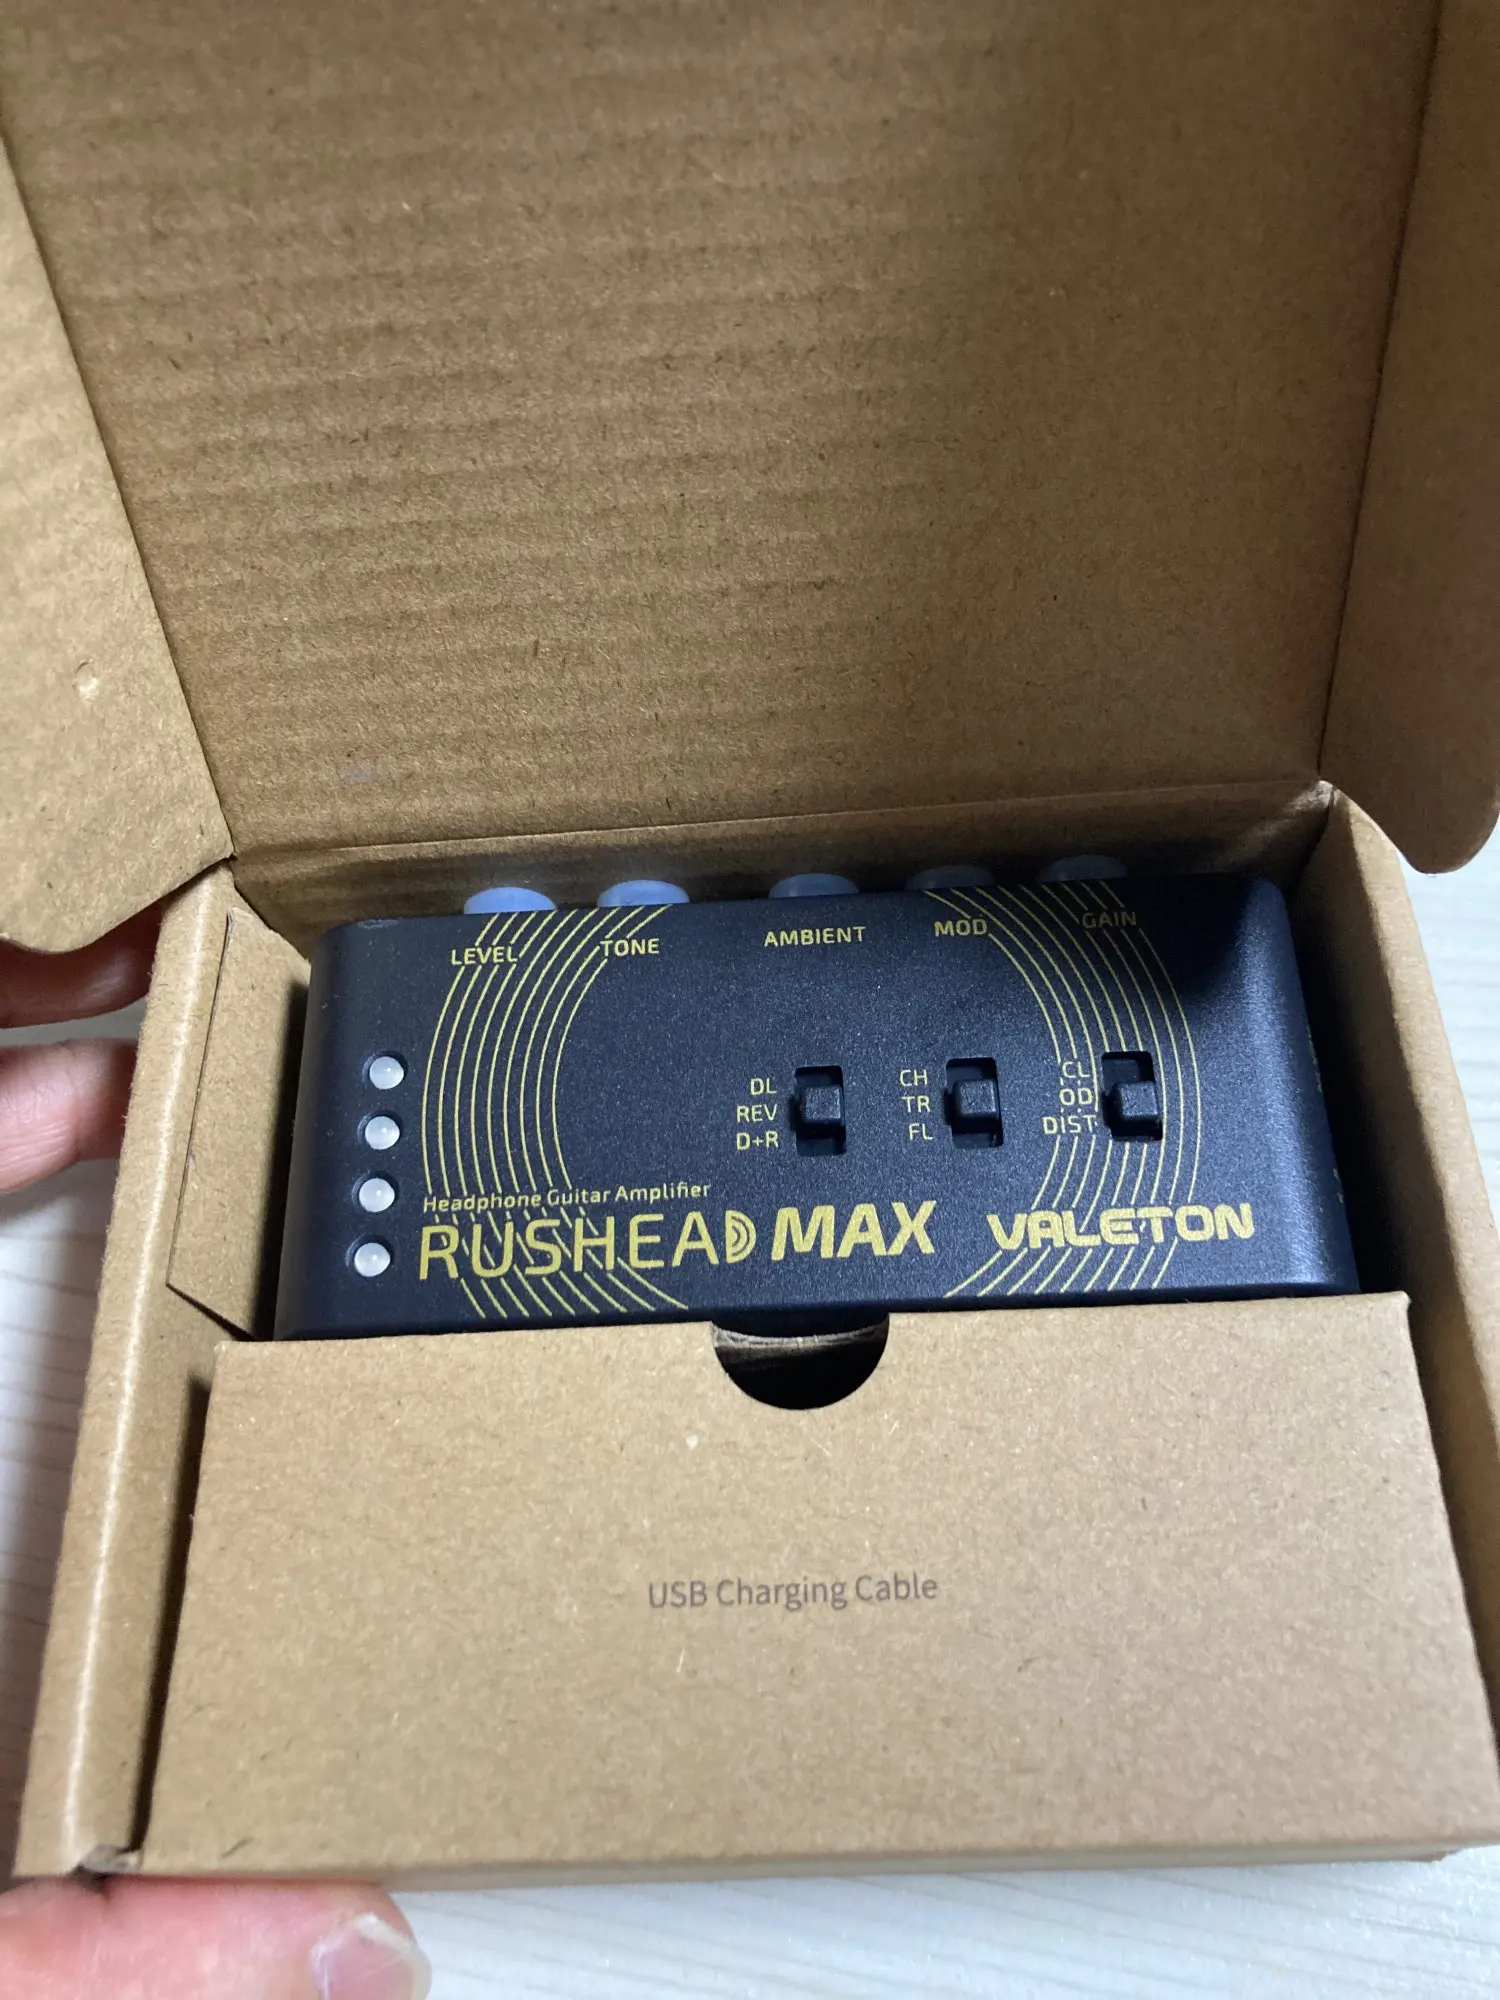 LEVEL
TONE
AMBIENT
MOD
GAIN
DL
REV
D+R
CH
TR
FL
CL
OD
DIST
Headphone Guitar Amplifier
RUSHEAD MAX
VALETON
USB Charging Cable